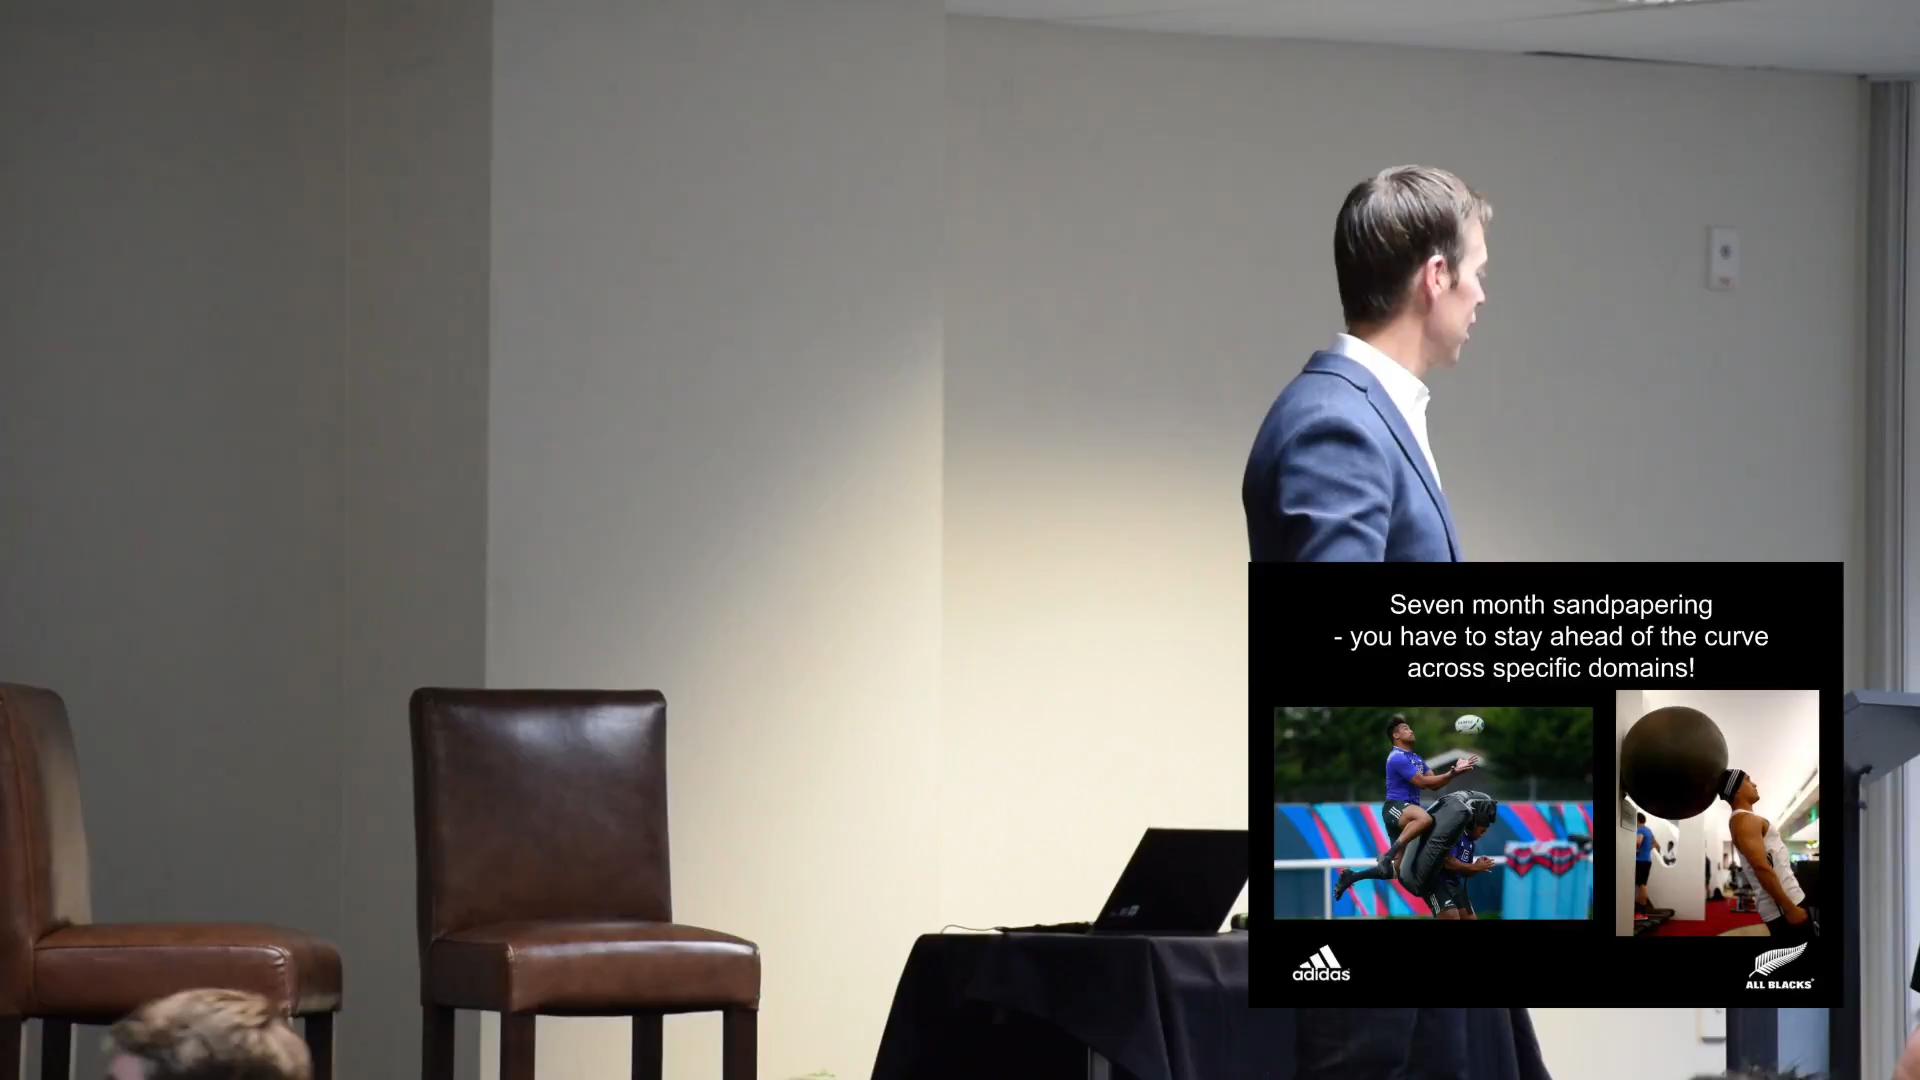 Seven month sandpapering
- you have to stay ahead of the curve
across specific domains!
adidas
ALL BLACKS